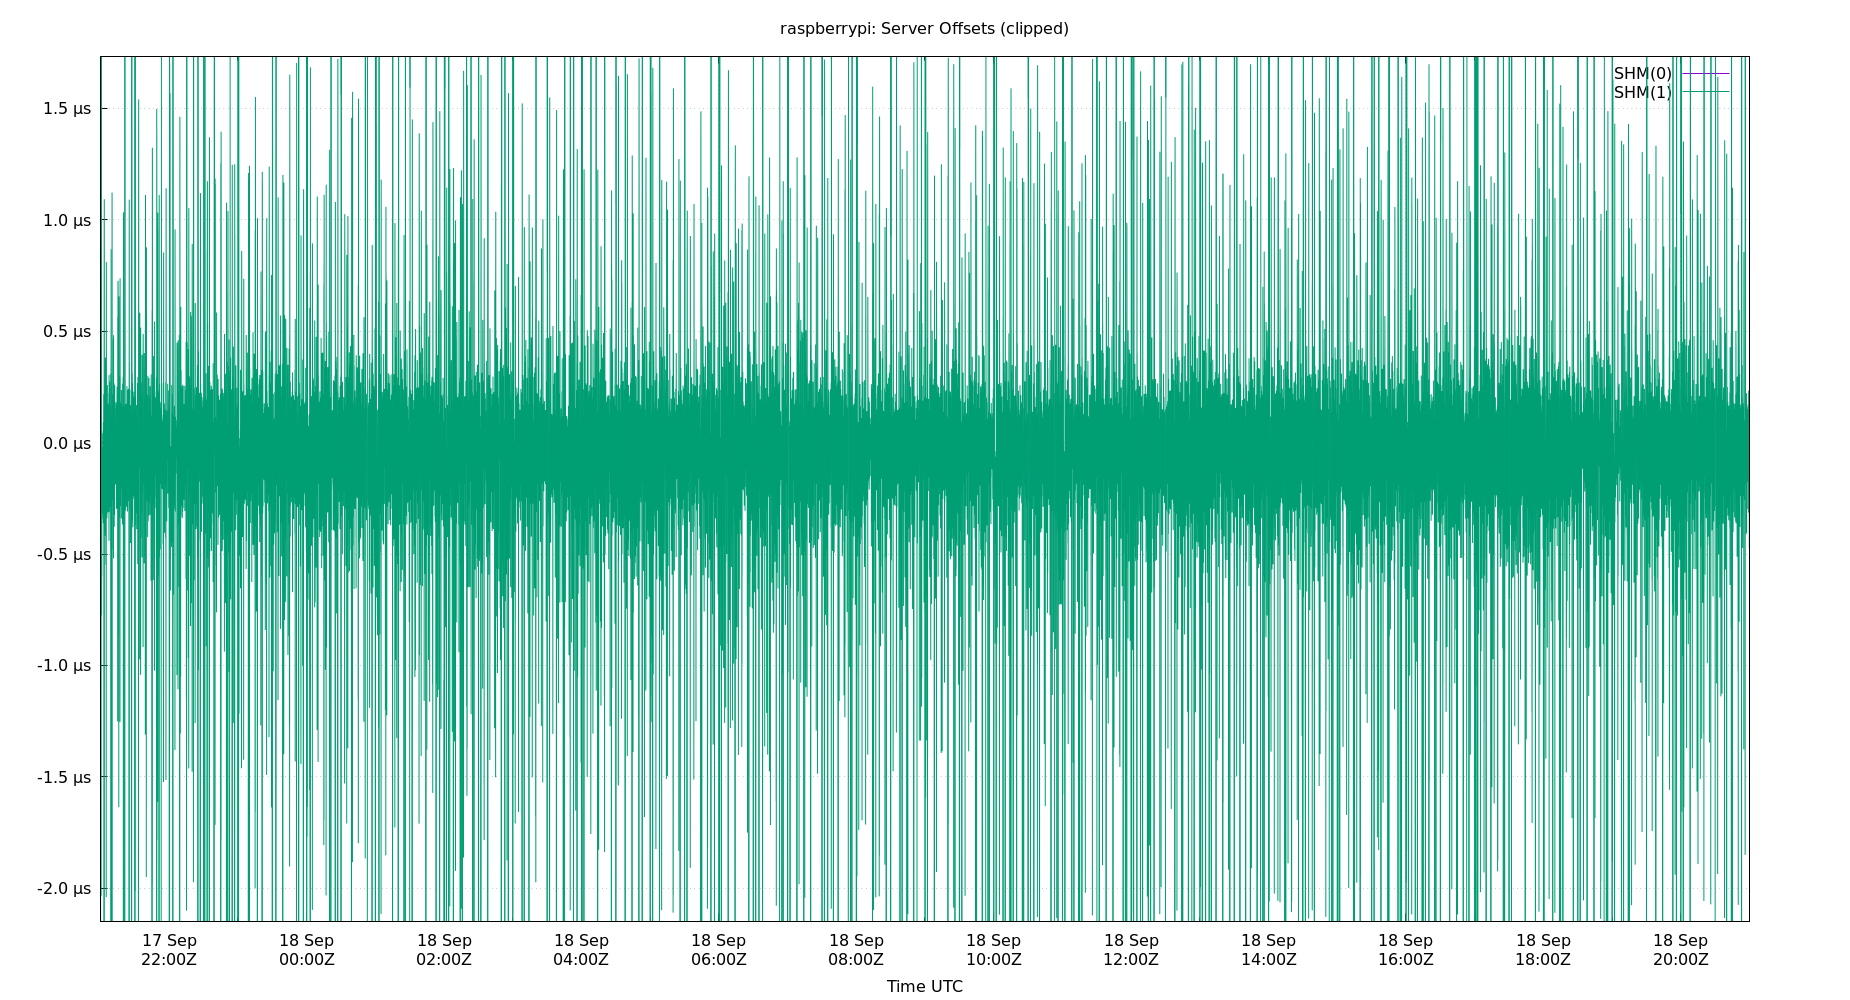 raspberrypi: Server Offsets (clipped)
SHM(0)
SHM(1)
1.5 µs
1.0 µs
0.5 µs
0.0 µs
-0.5 µs
-1.0 µs
-1.5 µs
-2.0 µs
17 Sep 18 Sep 18 Sep 18 Sep 18 Sep 18 Sep 18 Sep 18 Sep 18 Sep 18 Sep 18 Sep 18 Sep
22:00Z 00:00Z 02:00Z 04:00Z 06:00Z 08:00Z 10:00Z 12:00Z 14:00Z 16:00Z 18:00Z 20:00Z
Time UTC